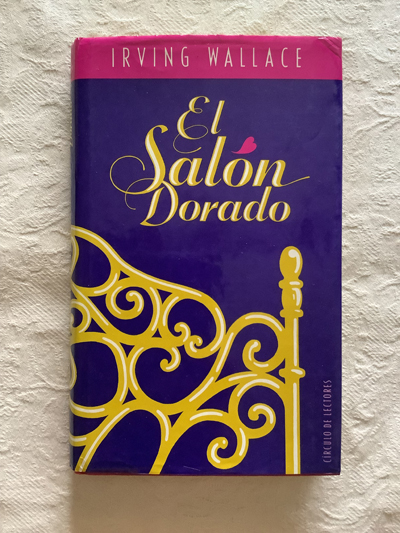 IRVING WALLACE
El
Salón
Dorado
CÍRCULO DE LECTORES